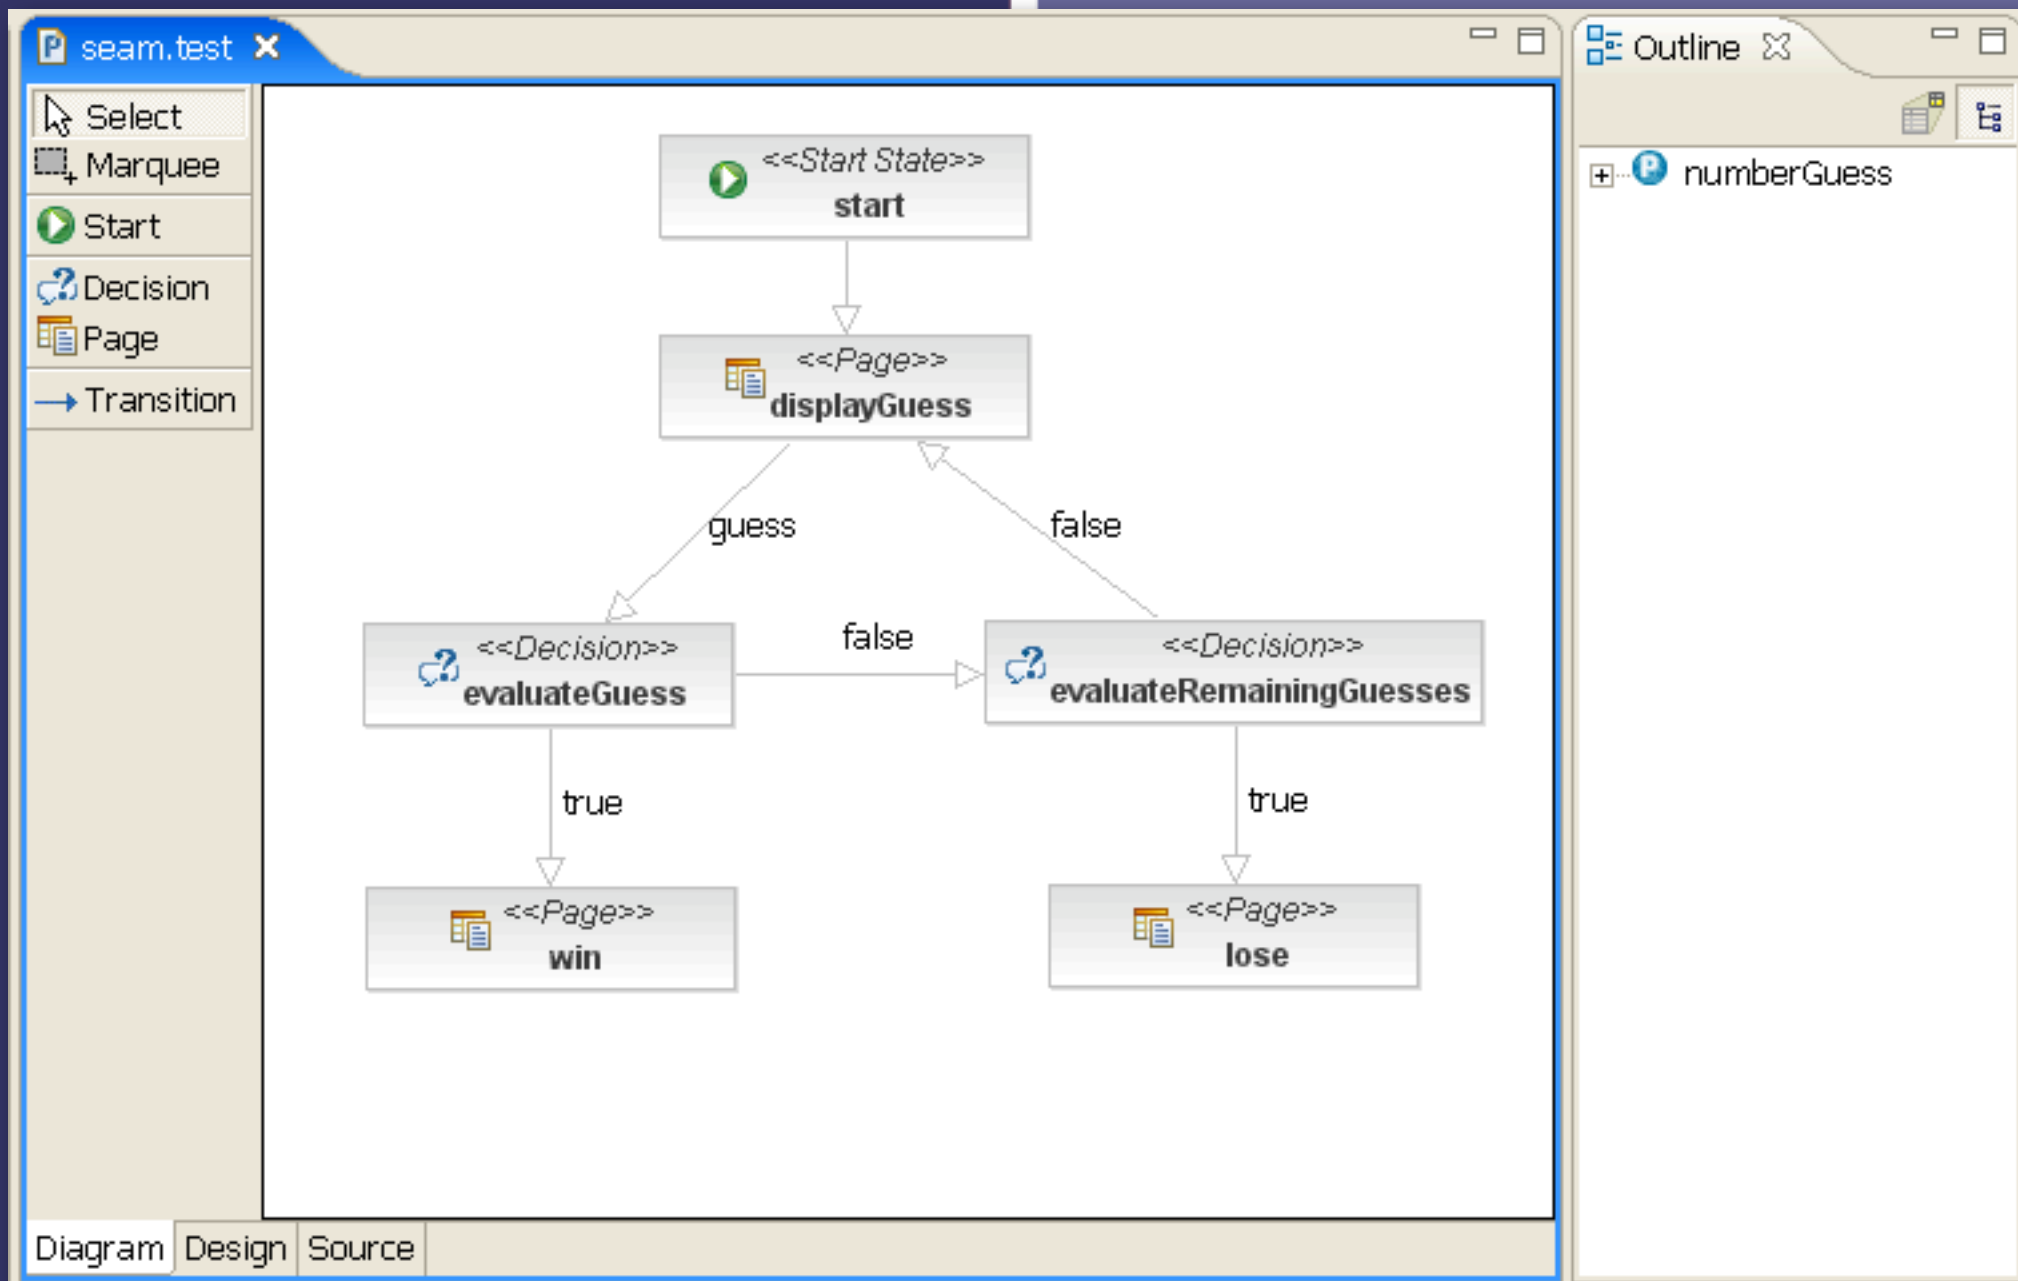 seam.test
Outline
Select
Marquee
Start
Decision
Page
Transition
<<Start State>>
start
<<Page>>
displayGuess
guess
false
<<Decision>>
evaluateGuess
false
<<Decision>>
evaluateRemainingGuesses
true
true
<<Page>>
win
<<Page>>
lose
numberGuess
Diagram
Design
Source